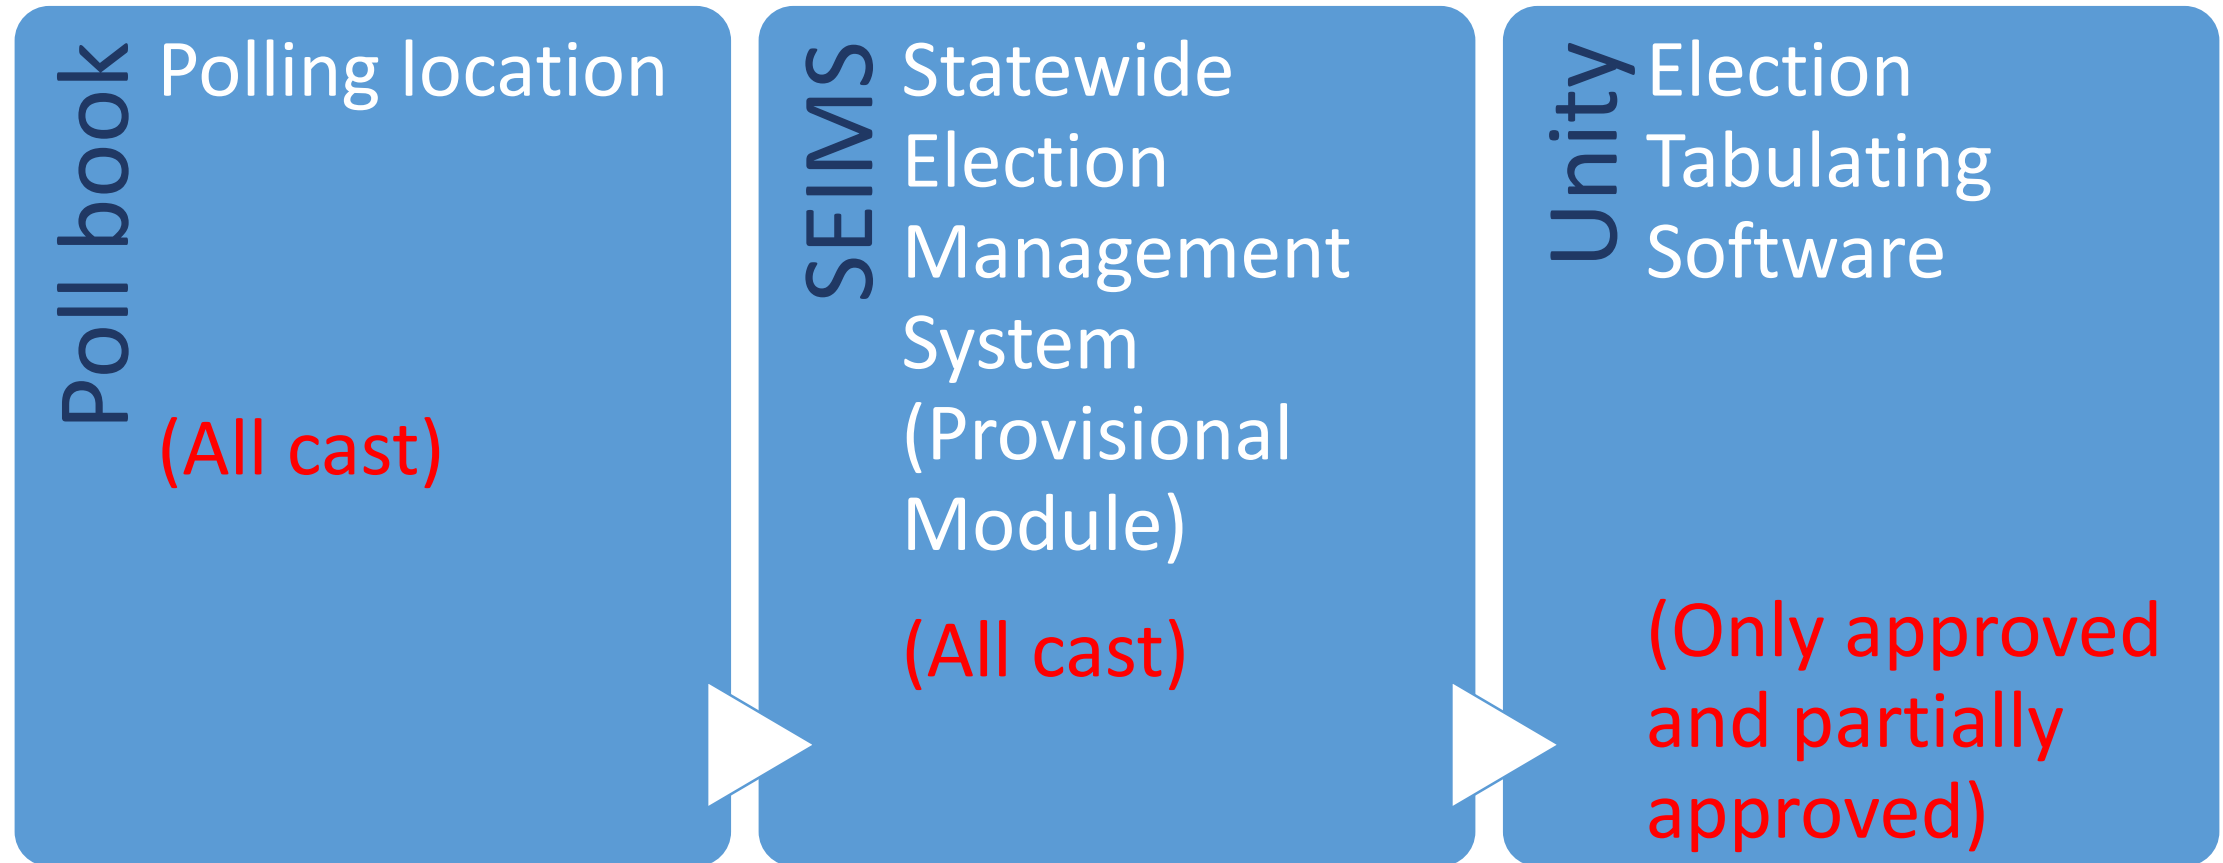 Poll book
Polling location
(All cast)
SEIMS
Statewide
Election
Management
System
(Provisional
Module)
(All cast)
Unity
Election
Tabulating
Software
(Only approved
and partially
approved)